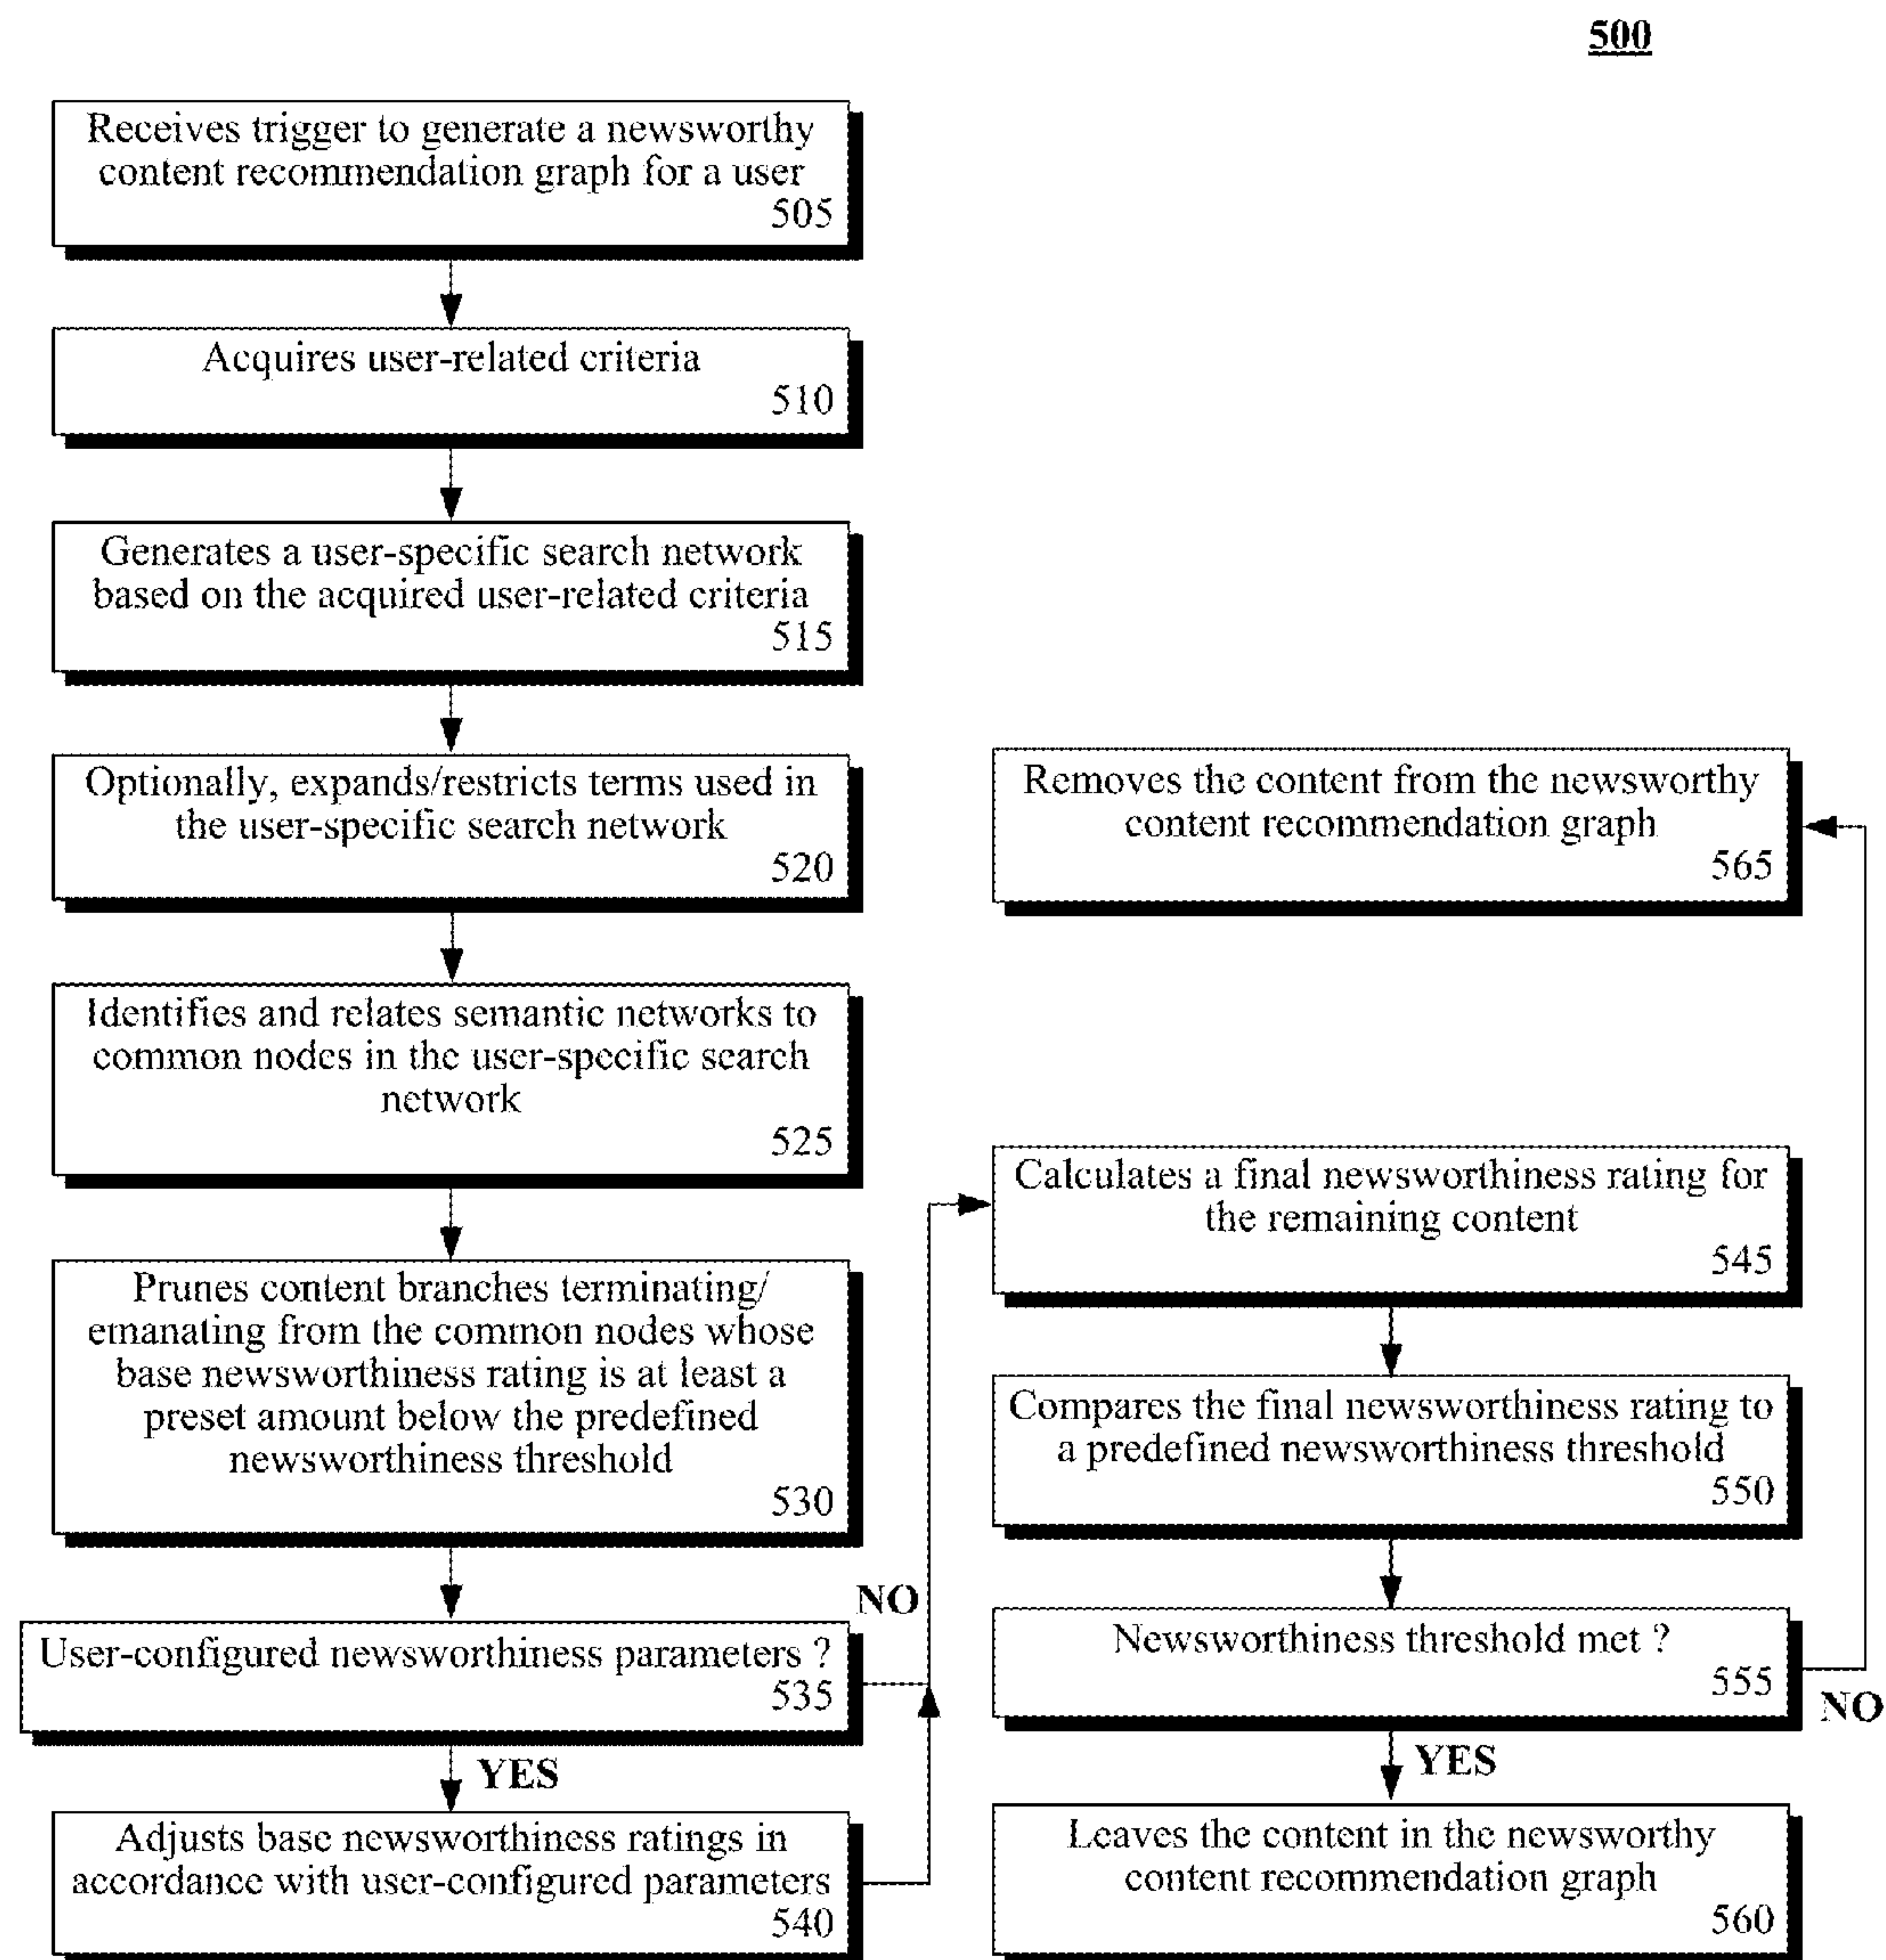 500
Receives trigger to generate a newsworthy
content recommendation graph for a user
505
Acquires user-related criteria
510
Generates a user-specific search network
based on the acquired user-related criteria
515
Optionally, expands/restricts terms used in
the user-specific search network
520
Identifies and relates semantic networks to
common nodes in the user-specific search
network
525
Prunes content branches terminating/
emanating from the common nodes whose
base newsworthiness rating is at least a
preset amount below the predefined
newsworthiness threshold
530
User-configured newsworthiness parameters ?
535
NO
YES
Adjusts base newsworthiness ratings in
accordance with user-configured parameters
540
Removes the content from the newsworthy
content recommendation graph
565
Calculates a final newsworthiness rating for
the remaining content
545
Compares the final newsworthiness rating to
a predefined newsworthiness threshold
550
Newsworthiness threshold met ?
555
NO
YES
Leaves the content in the newsworthy
content recommendation graph
560